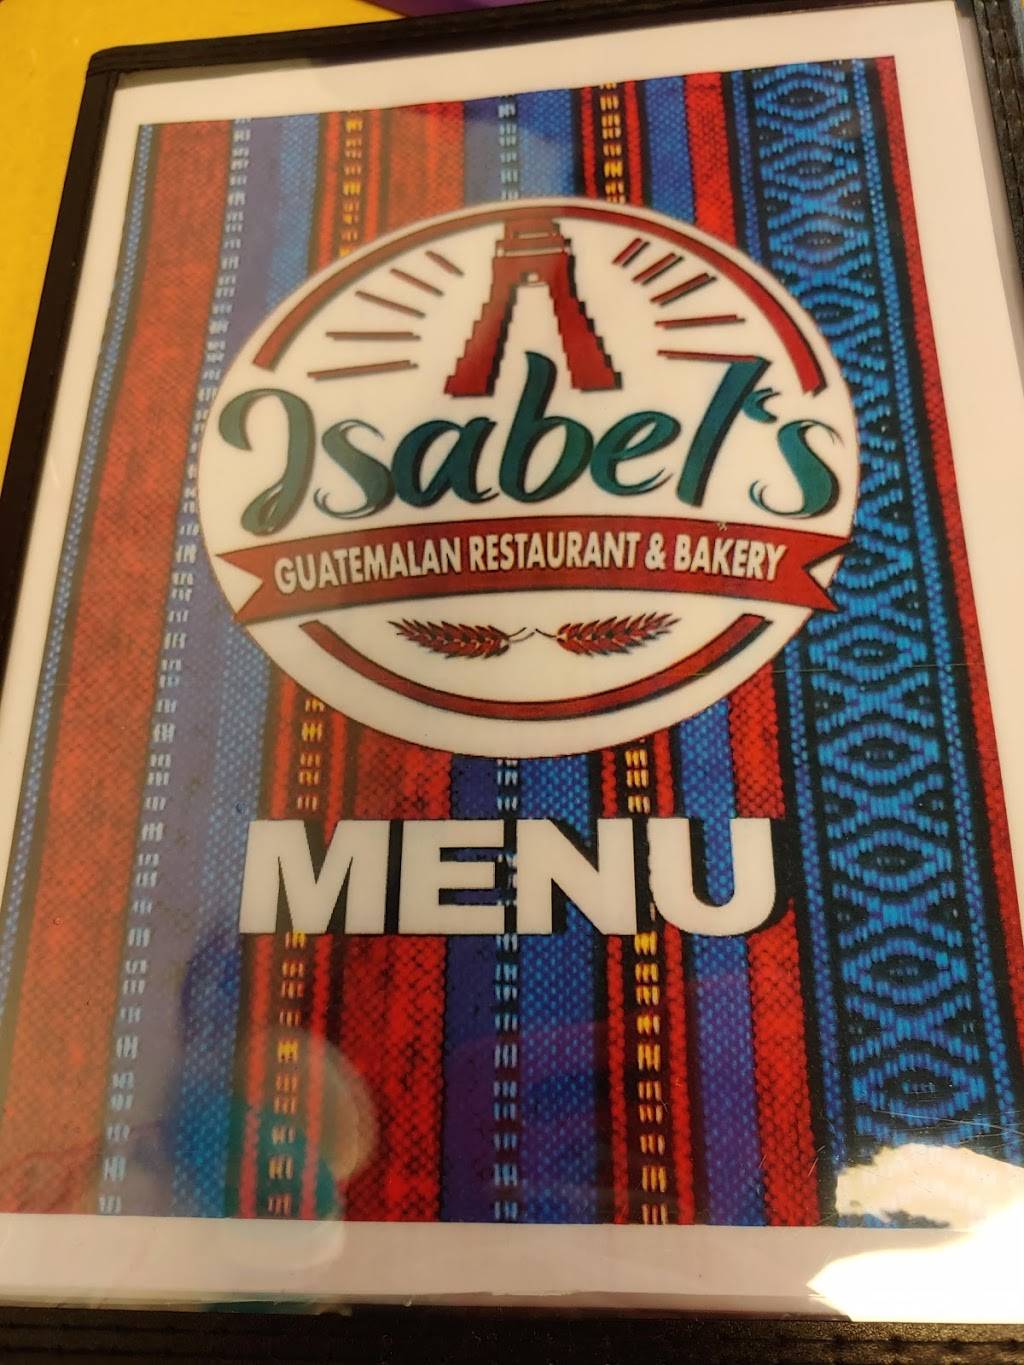 Isabel's
GUATEMALAN RESTAURANT & BAKERY
MENU